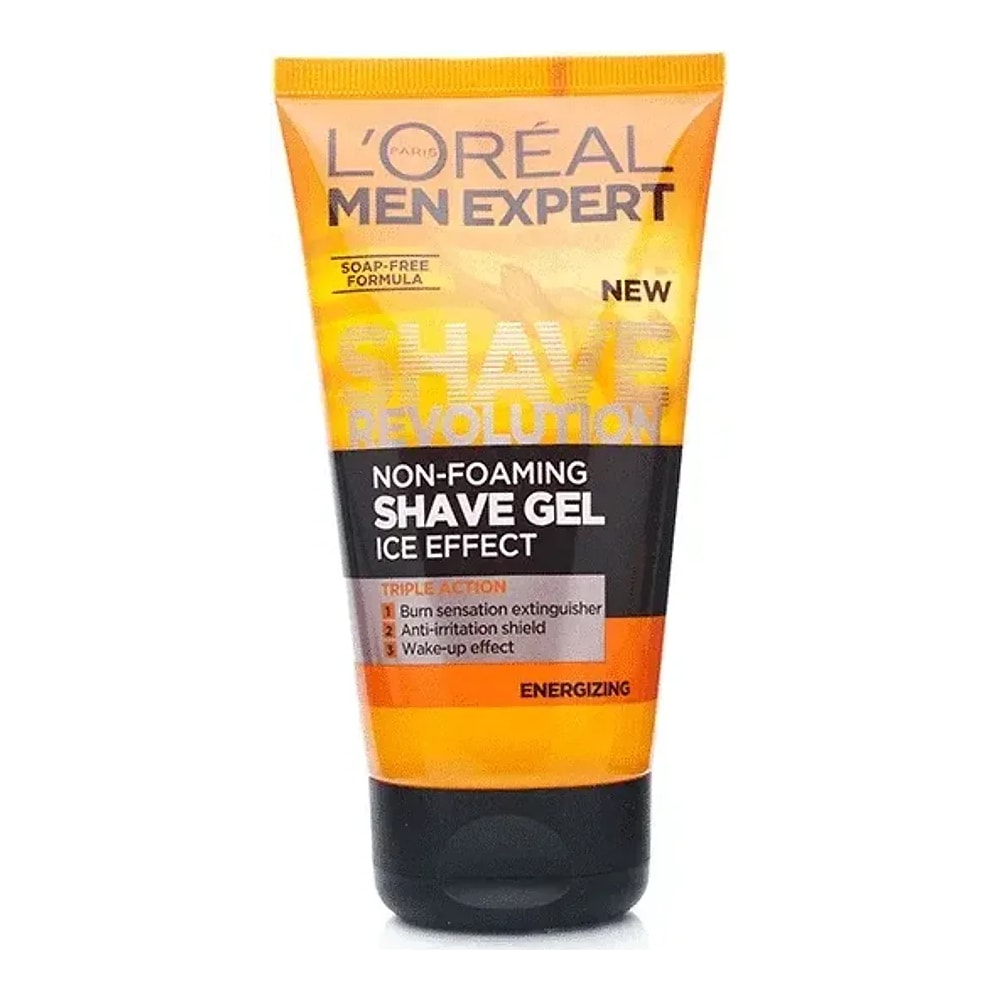 L'ORÉAL
PARIS
MEN EXPERT
SOAP-FREE
FORMULA
NEW
SHAVE
REVOLUTION
NON-FOAMING
SHAVE GEL
ICE EFFECT
TRIPLE ACTION
1 Burn sensation extinguisher
2 Anti-irritation shield
3 Wake-up effect
ENERGIZING